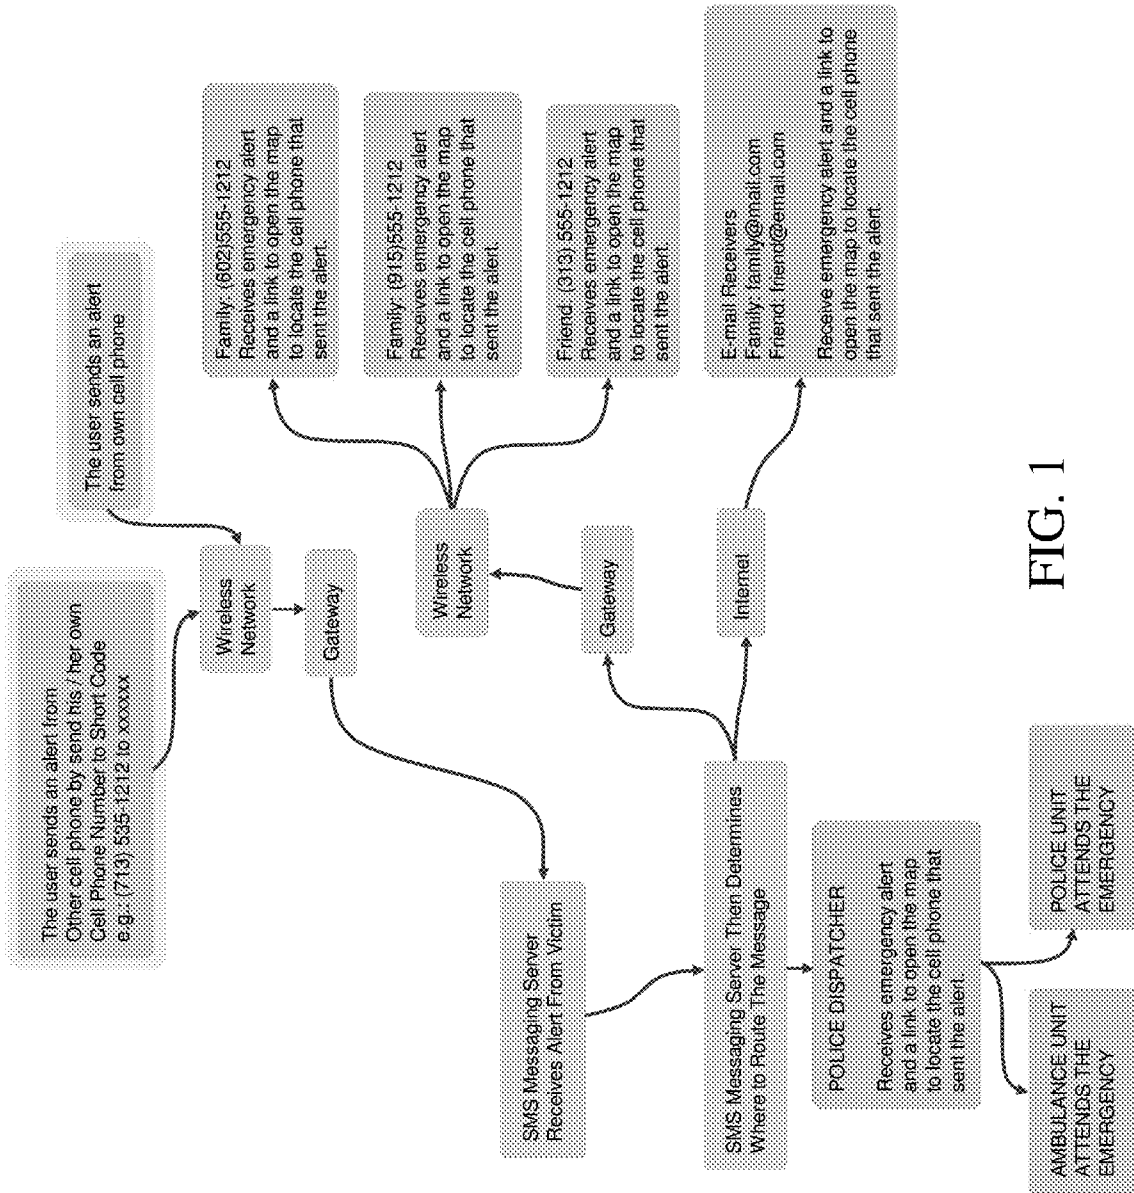 The user sends an alert from
Other cell phone by send his / her own
Cell Phone Number to Short Code
e.g.: (713) 535-1212 to xxxxxx
The user sends an alert
from own cell phone
Wireless
Network
Gateway
SMS Messaging Server
Receives Alert From Victim
SMS Messaging Server Then Determines
Where to Route The Message
Gateway
Wireless
Network
Internet
Family: (602)555-1212
Receives emergency alert
and a link to open the map
to locate the cell phone that
sent the alert.
Family: (915)555-1212
Receives emergency alert
and a link to open the map
to locate the cell phone that
sent the alert.
Friend: (313) 555-1212
Receives emergency alert
and a link to open the map
to locate the cell phone that
sent the alert
E-mail Receivers
Family: family@mail.com
Friend: friend@email.com
Receive emergency alert and a link to
open the map to locate the cell phone
that sent the alert.
POLICE DISPATCHER
Receives emergency alert
and a link to open the map
to locate the cell phone that
sent the alert.
AMBULANCE UNIT
ATTENDS THE
EMERGENCY
POLICE UNIT
ATTENDS THE
EMERGENCY
FIG. 1